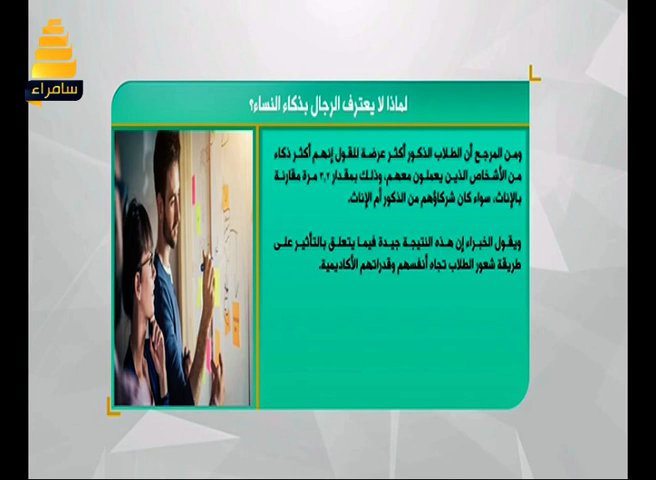 سامراء
لماذا لا يعترف الرجال بذكاء النساء؟
ومن المرجح أن الطلاب الذكور أكثر عرضة للقول إنهم أكثر ذكاء
من الأشخاص الذين يعملون معهم، وذلك بمقدار ٣,٢ مرة مقارنة
بالإناث، سواء كان شركاؤهم من الذكور أم الإناث.
ويقول الخبراء إن هذه النتيجة جيدة فيما يتعلق بالتأثير على
طريقة شعور الطلاب تجاه أنفسهم وقدراتهم الأكاديمية.